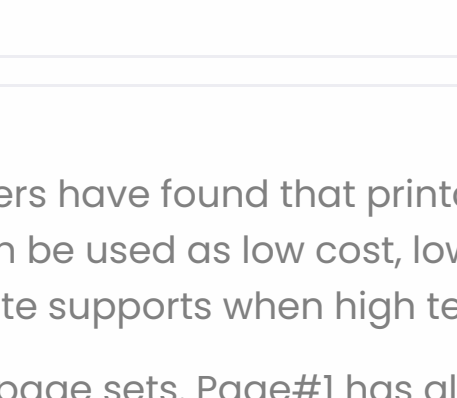 ers have found that print
n be used as low cost, low
te supports when high te
page sets. Page#1 has al